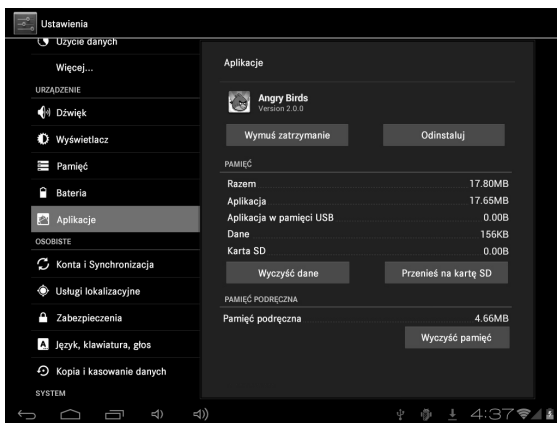 Ustawienia
Użycie danych
Więcej...
URZĄDZENIE
Dźwięk
Wyświetlacz
Pamięć
Bateria
Aplikacje
OSOBISTE
Konta i Synchronizacja
Usługi lokalizacyjne
Zabezpieczenia
Język, klawiatura, głos
Kopia i kasowanie danych
SYSTEM
Aplikacje
Angry Birds
Version 2.0.0
Wymuś zatrzymanie Odinstaluj
PAMIĘĆ
Razem 17.80MB
Aplikacja 17.65MB
Aplikacja w pamięci USB 0.00B
Dane 156KB
Karta SD 0.00B
Wyczyść dane Przenieś na kartę SD
PAMIĘĆ PODRĘCZNA
Pamięć podręczna 4.66MB
Wyczyść pamięć
4:37